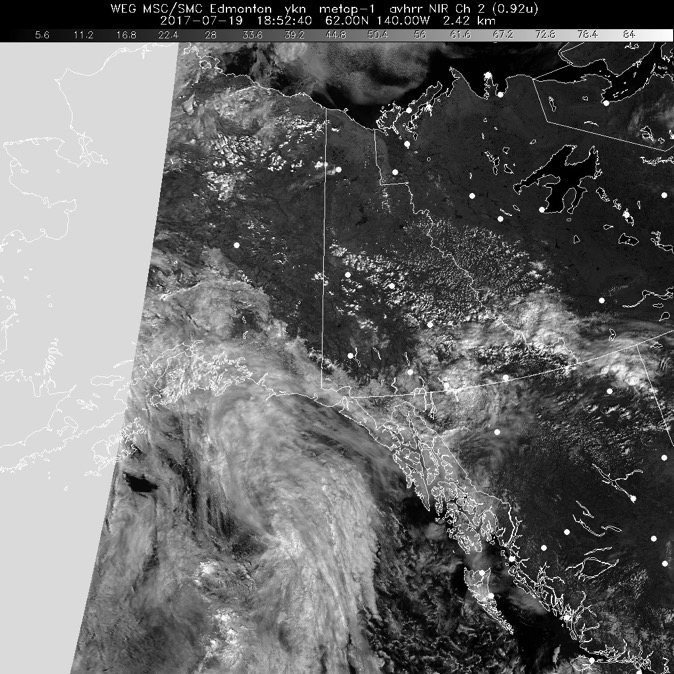 WEG MSC/SMC Edmonton ykn metop-1 avhrr NIR Ch 2 (0.92u)
2017-07-19 18:52:40 62.00N 140.00W 2.42 km
5.6 11.2 16.8 22.4 28 33.6 39.2 44.8 50.4 56 61.6 67.2 72.8 78.4 84